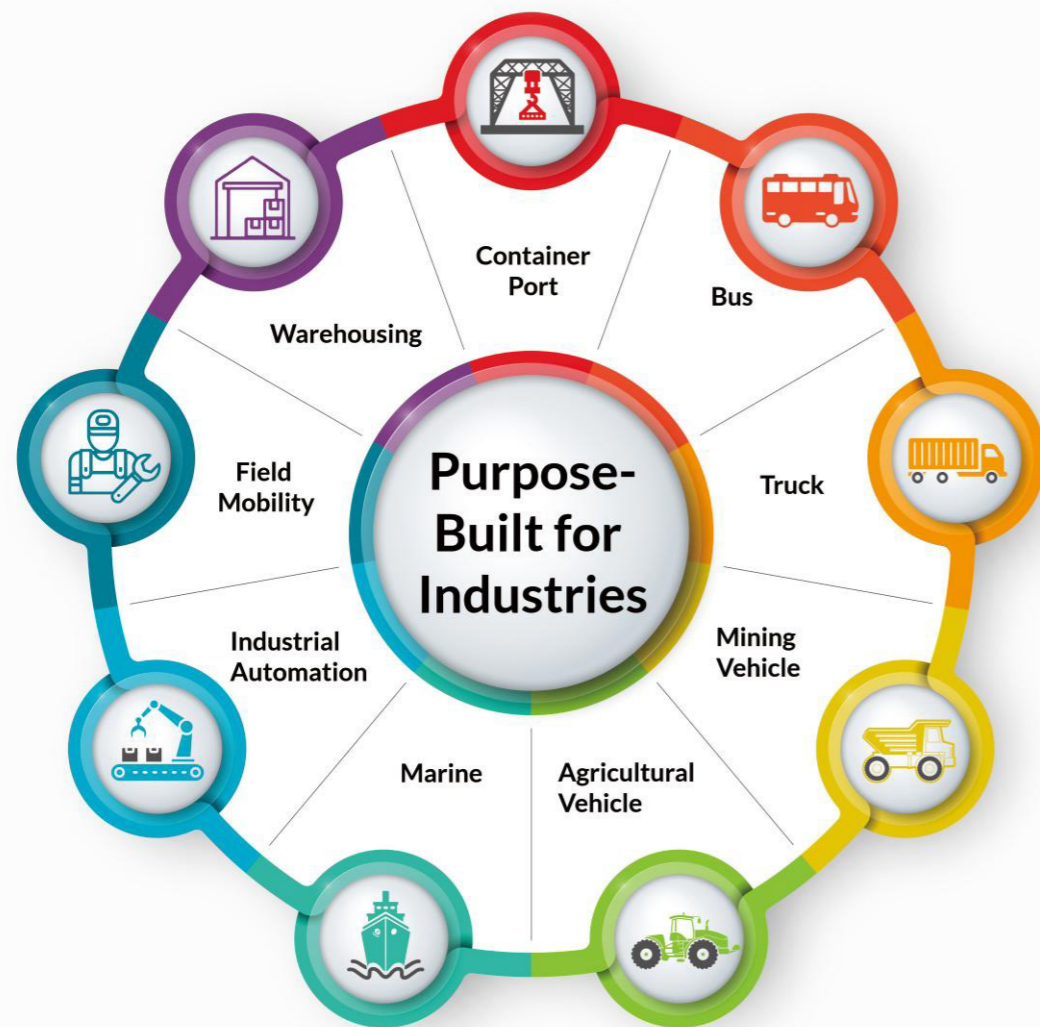 Purpose-
Built for
Industries
Container
Port
Bus
Truck
Mining
Vehicle
Agricultural
Vehicle
Marine
Industrial
Automation
Field
Mobility
Warehousing